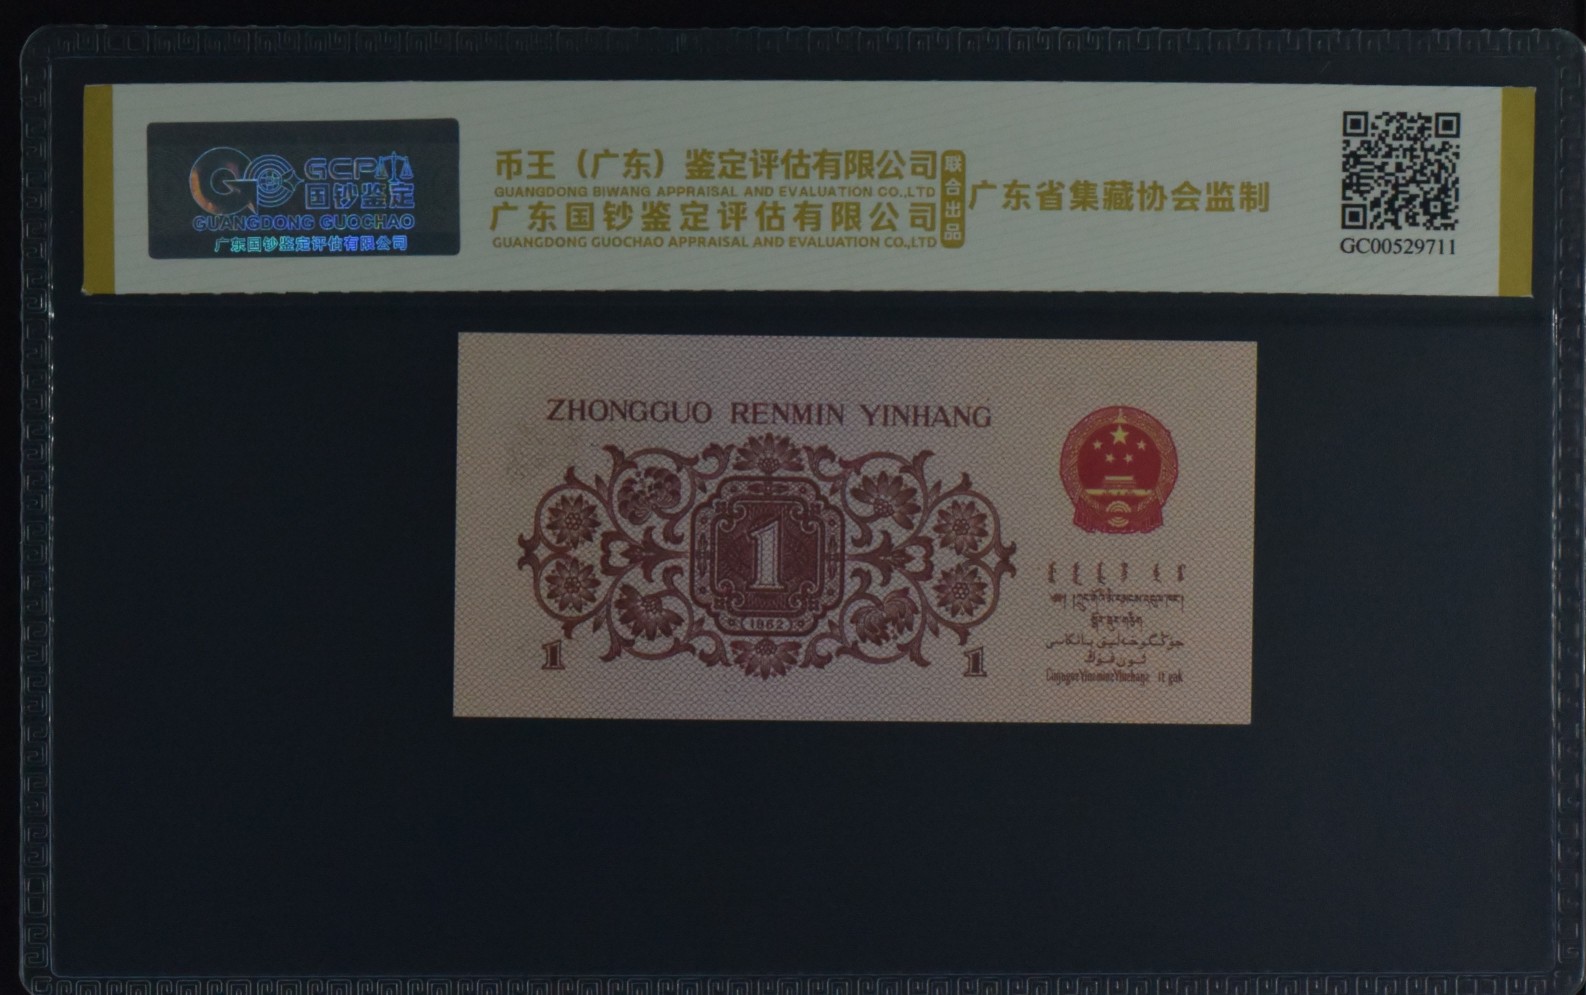 GCP
国钞鉴定
GUANGDONG GUOCHAO
广东国钞鉴定评估有限公司
币王（广东）鉴定评估有限公司
GUANGDONG BIWANG APPRAISAL AND EVALUATION CO.,LTD
广东国钞鉴定评估有限公司
GUANGDONG GUOCHAO APPRAISAL AND EVALUATION CO.,LTD
联合出品
广东省集藏协会监制
GC00529711
ZHONGGUO RENMIN YINHANG
1
1962
1
1
جۇڭگو خەلىق بانكىسى